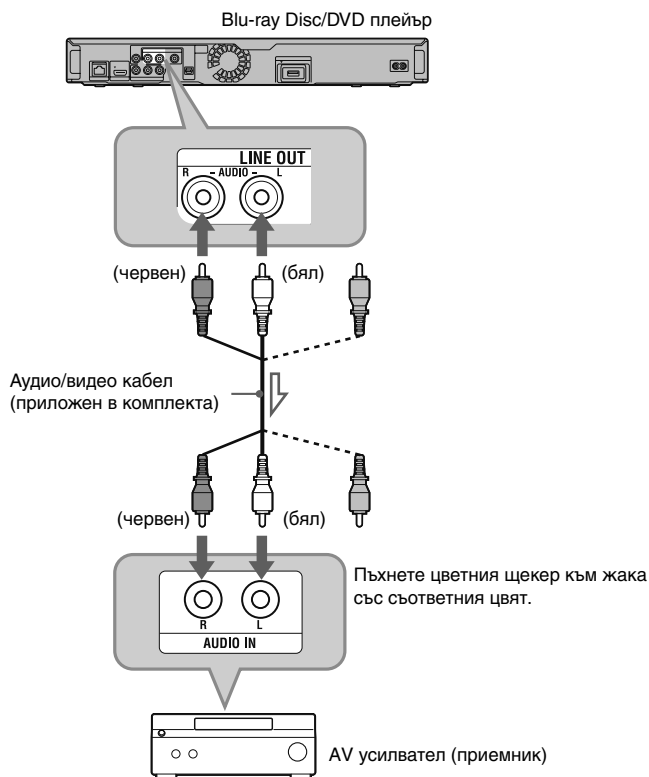 Blu-ray Disc/DVD плейър
LINE OUT
R - AUDIO - L
(червен)
(бял)
Аудио/видео кабел
(приложен в комплекта)
(червен)
(бял)
Пъхнете цветния щекер към жака
със съответния цвят.
R
L
AUDIO IN
AV усилвател (приемник)